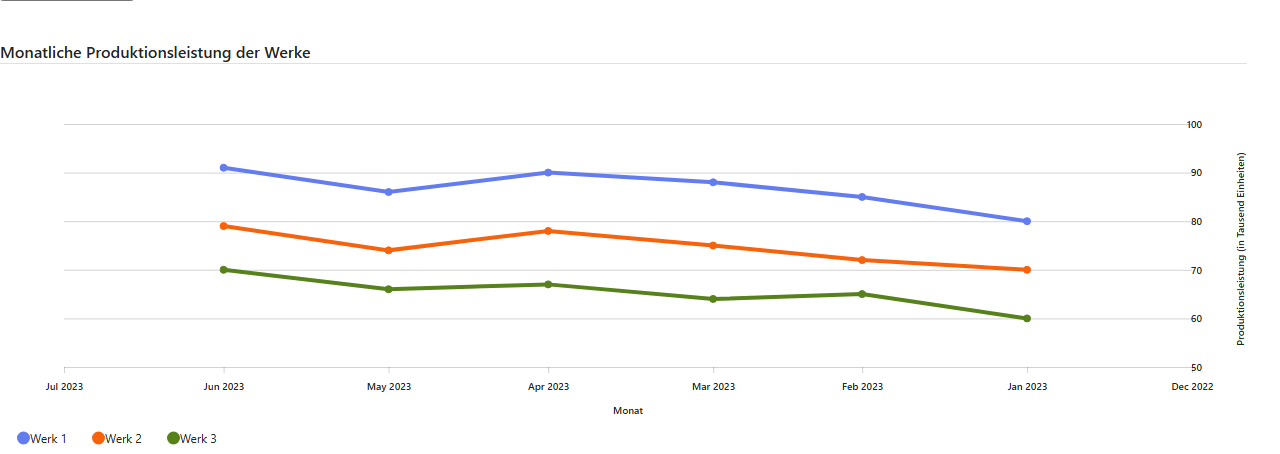 Monatliche Produktionsleistung der Werke
100
90
80
70
60
50
Produktionsleistung (in Tausend Einheiten)
Jul 2023 Jun 2023 May 2023 Apr 2023 Mar 2023 Feb 2023 Jan 2023 Dec 2022
Monat
Werk 1 Werk 2 Werk 3